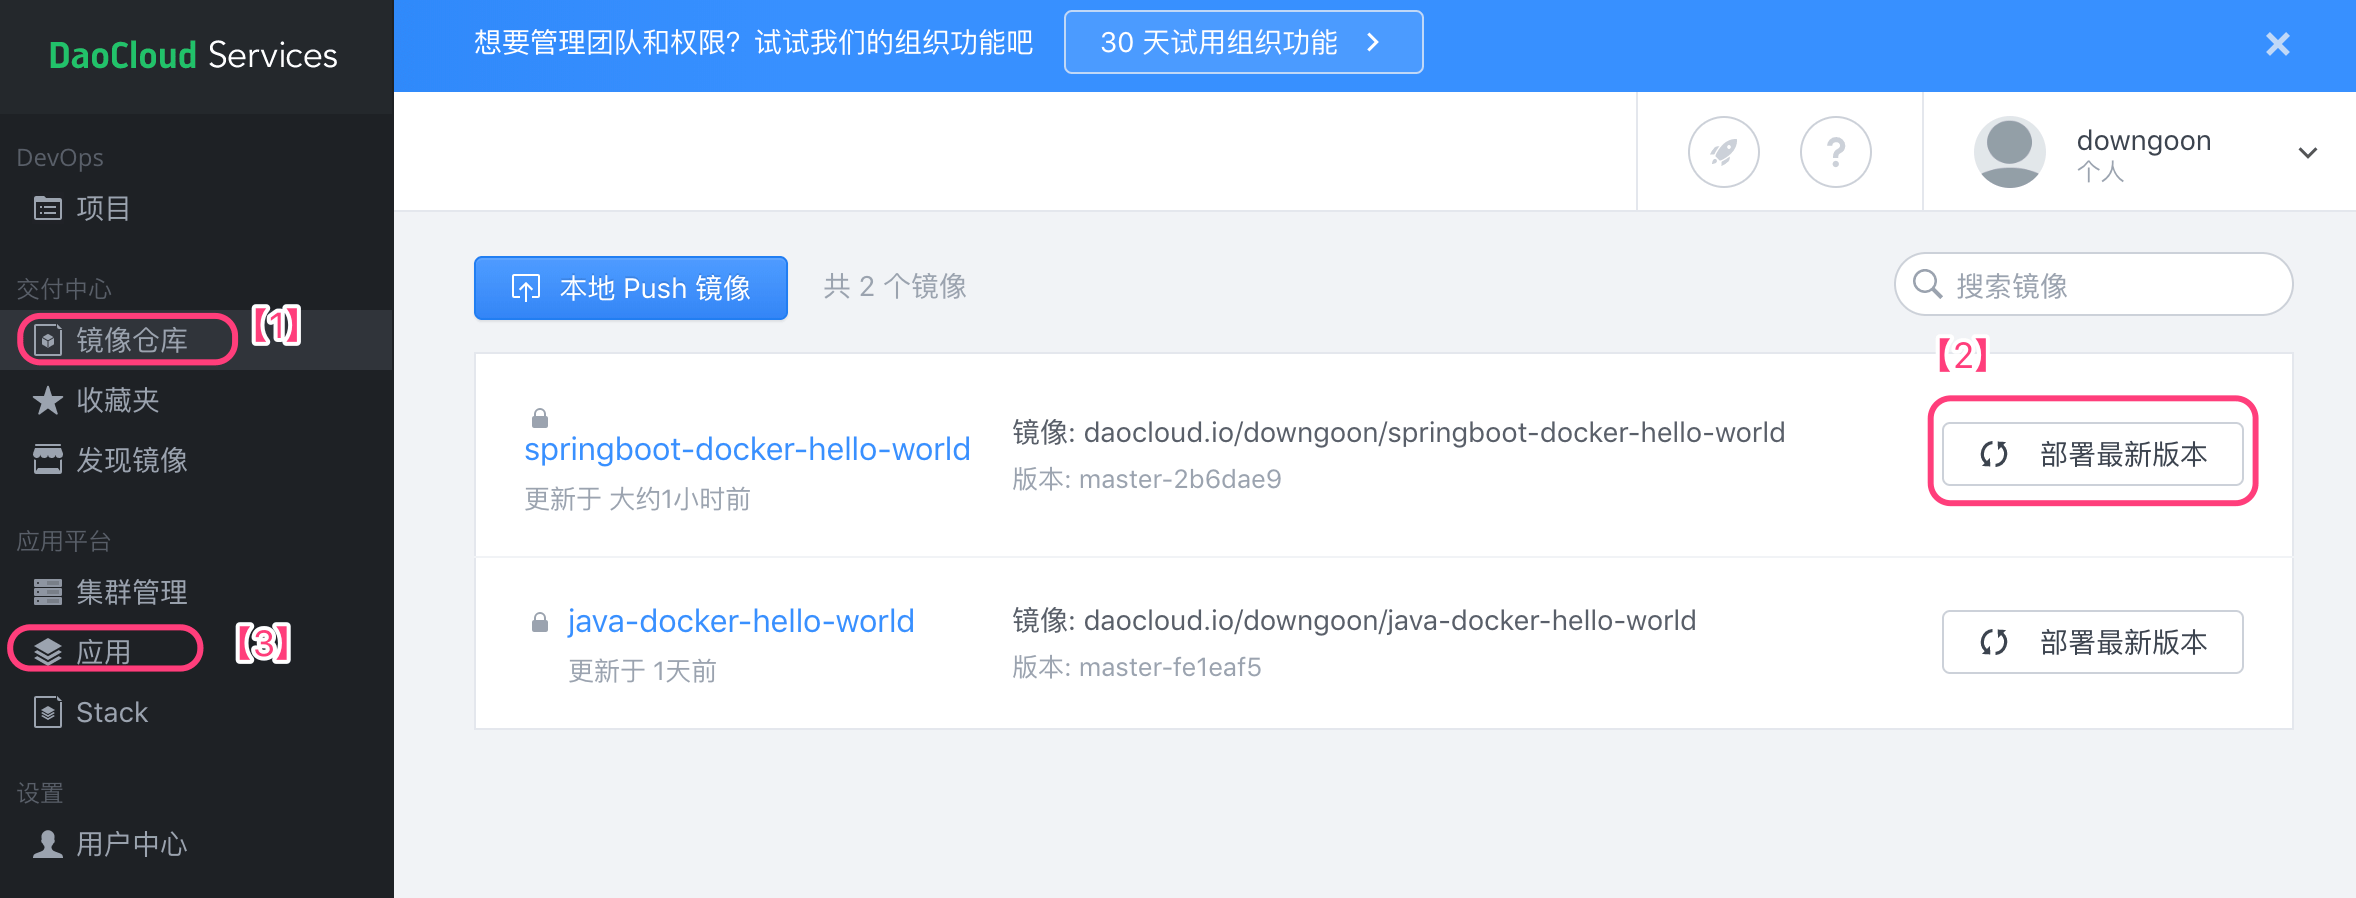 DaoCloud Services
DevOps
项目
交付中心
镜像仓库
【1】
收藏夹
发现镜像
应用平台
集群管理
应用
【3】
Stack
设置
用户中心
想要管理团队和权限? 试试我们的组织功能吧
30 天试用组织功能
?
downgoon
个人
本地 Push 镜像
共 2 个镜像
搜索镜像
【2】
springboot-docker-hello-world
更新于 大约1小时前
镜像: daocloud.io/downgoon/springboot-docker-hello-world
版本: master-2b6dae9
部署最新版本
java-docker-hello-world
更新于 1天前
镜像: daocloud.io/downgoon/java-docker-hello-world
版本: master-fe1eaf5
部署最新版本